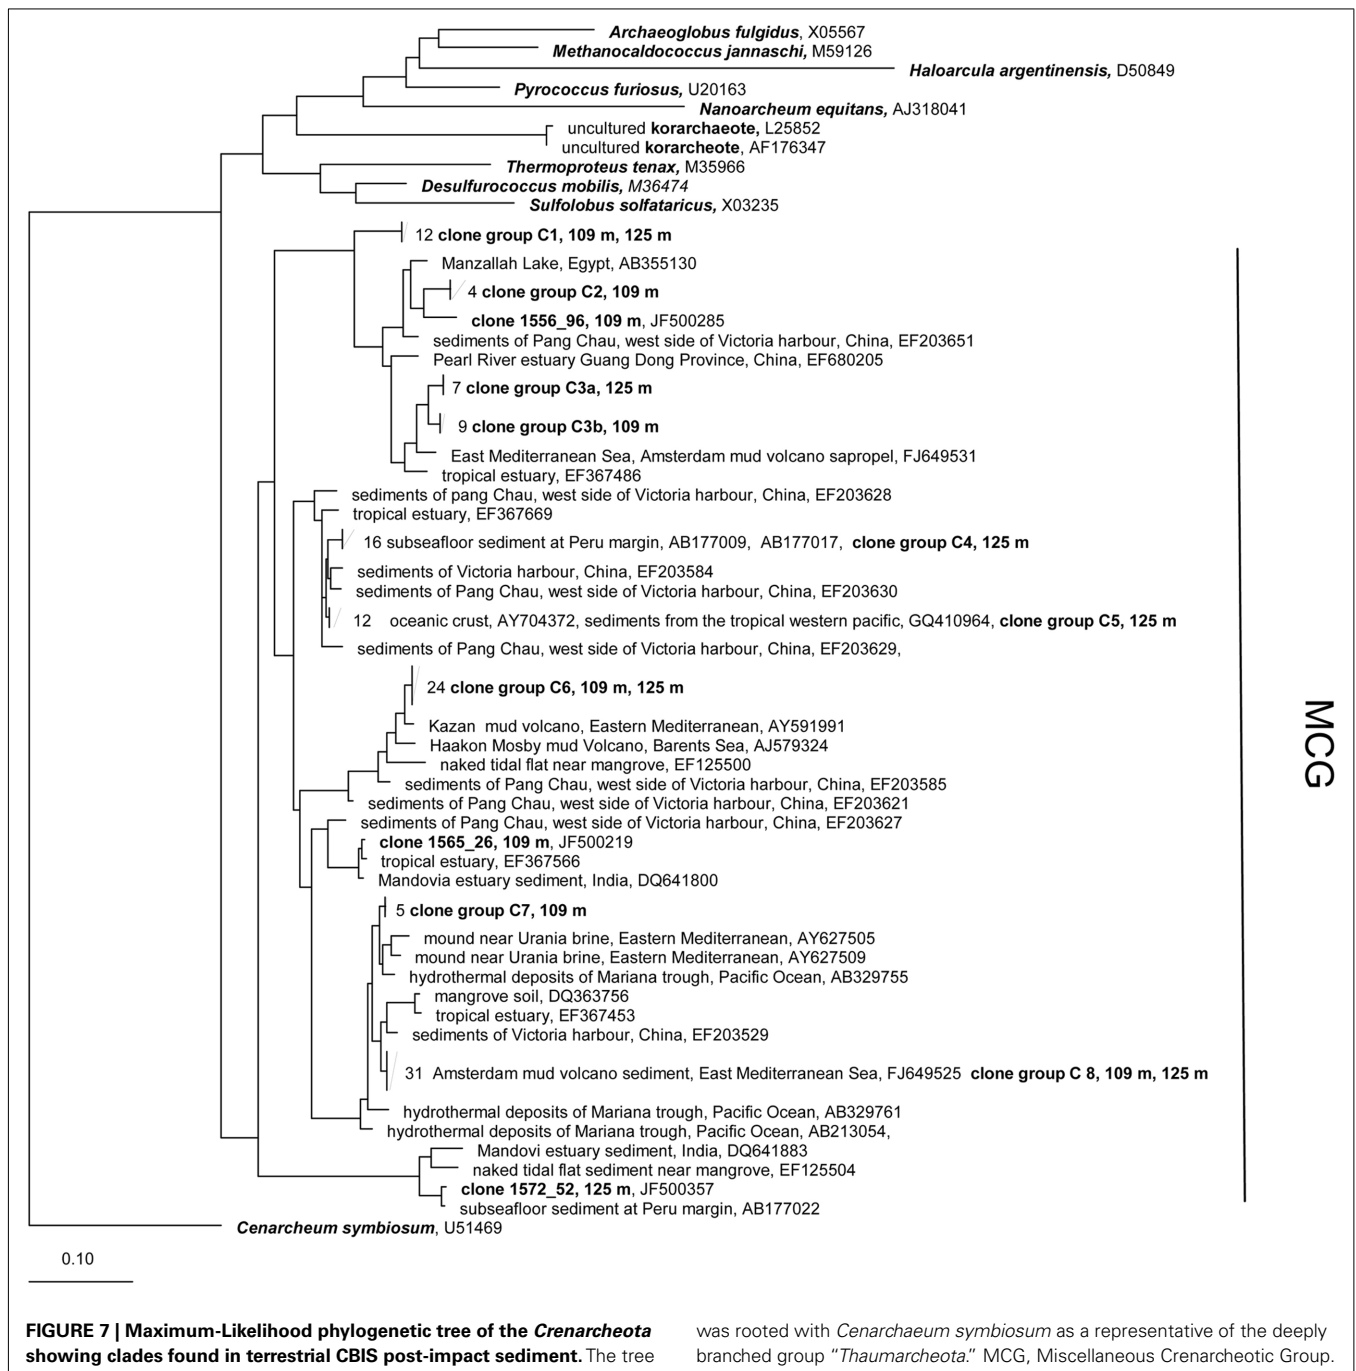 Archaeoglobus fulgidus, X05567
Methanocaldococcus jannaschi, M59126
Haloarcula argentinensis, D50849
Pyrococcus furiosus, U20163
Nanoarcheum equitans, AJ318041
uncultured korarchaeote, L25852
uncultured korarcheote, AF176347
Thermoproteus tenax, M35966
Desulfurococcus mobilis, M36474
Sulfolobus solfataricus, X03235
12 clone group C1, 109 m, 125 m
Manzallah Lake, Egypt, AB355130
4 clone group C2, 109 m
clone 1556_96, 109 m, JF500285
sediments of Pang Chau, west side of Victoria harbour, China, EF203651
Pearl River estuary Guang Dong Province, China, EF680205
7 clone group C3a, 125 m
9 clone group C3b, 109 m
East Mediterranean Sea, Amsterdam mud volcano sapropel, FJ649531
tropical estuary, EF367486
sediments of pang Chau, west side of Victoria harbour, China, EF203628
tropical estuary, EF367669
16 subseafloor sediment at Peru margin, AB177009, AB177017, clone group C4, 125 m
sediments of Victoria harbour, China, EF203584
sediments of Pang Chau, west side of Victoria harbour, China, EF203630
12 oceanic crust, AY704372, sediments from the tropical western pacific, GQ410964, clone group C5, 125 m
sediments of Pang Chau, west side of Victoria harbour, China, EF203629,
24 clone group C6, 109 m, 125 m
Kazan mud volcano, Eastern Mediterranean, AY591991
Haakon Mosby mud Volcano, Barents Sea, AJ579324
naked tidal flat near mangrove, EF125500
sediments of Pang Chau, west side of Victoria harbour, China, EF203585
sediments of Pang Chau, west side of Victoria harbour, China, EF203621
sediments of Pang Chau, west side of Victoria harbour, China, EF203627
clone 1565_26, 109 m, JF500219
tropical estuary, EF367566
Mandovia estuary sediment, India, DQ641800
5 clone group C7, 109 m
mound near Urania brine, Eastern Mediterranean, AY627505
mound near Urania brine, Eastern Mediterranean, AY627509
hydrothermal deposits of Mariana trough, Pacific Ocean, AB329755
mangrove soil, DQ363756
tropical estuary, EF367453
sediments of Victoria harbour, China, EF203529
31 Amsterdam mud volcano sediment, East Mediterranean Sea, FJ649525 clone group C 8, 109 m, 125 m
hydrothermal deposits of Mariana trough, Pacific Ocean, AB329761
hydrothermal deposits of Mariana trough, Pacific Ocean, AB213054,
Mandovi estuary sediment, India, DQ641883
naked tidal flat sediment near mangrove, EF125504
clone 1572_52, 125 m, JF500357
subseafloor sediment at Peru margin, AB177022
Cenarcheum symbiosum, U51469
MCG
0.10
FIGURE 7 | Maximum-Likelihood phylogenetic tree of the Crenarcheota
showing clades found in terrestrial CBIS post-impact sediment. The tree
was rooted with Cenarchaeum symbiosum as a representative of the deeply
branched group "Thaumarcheota." MCG, Miscellaneous Crenarcheotic Group.